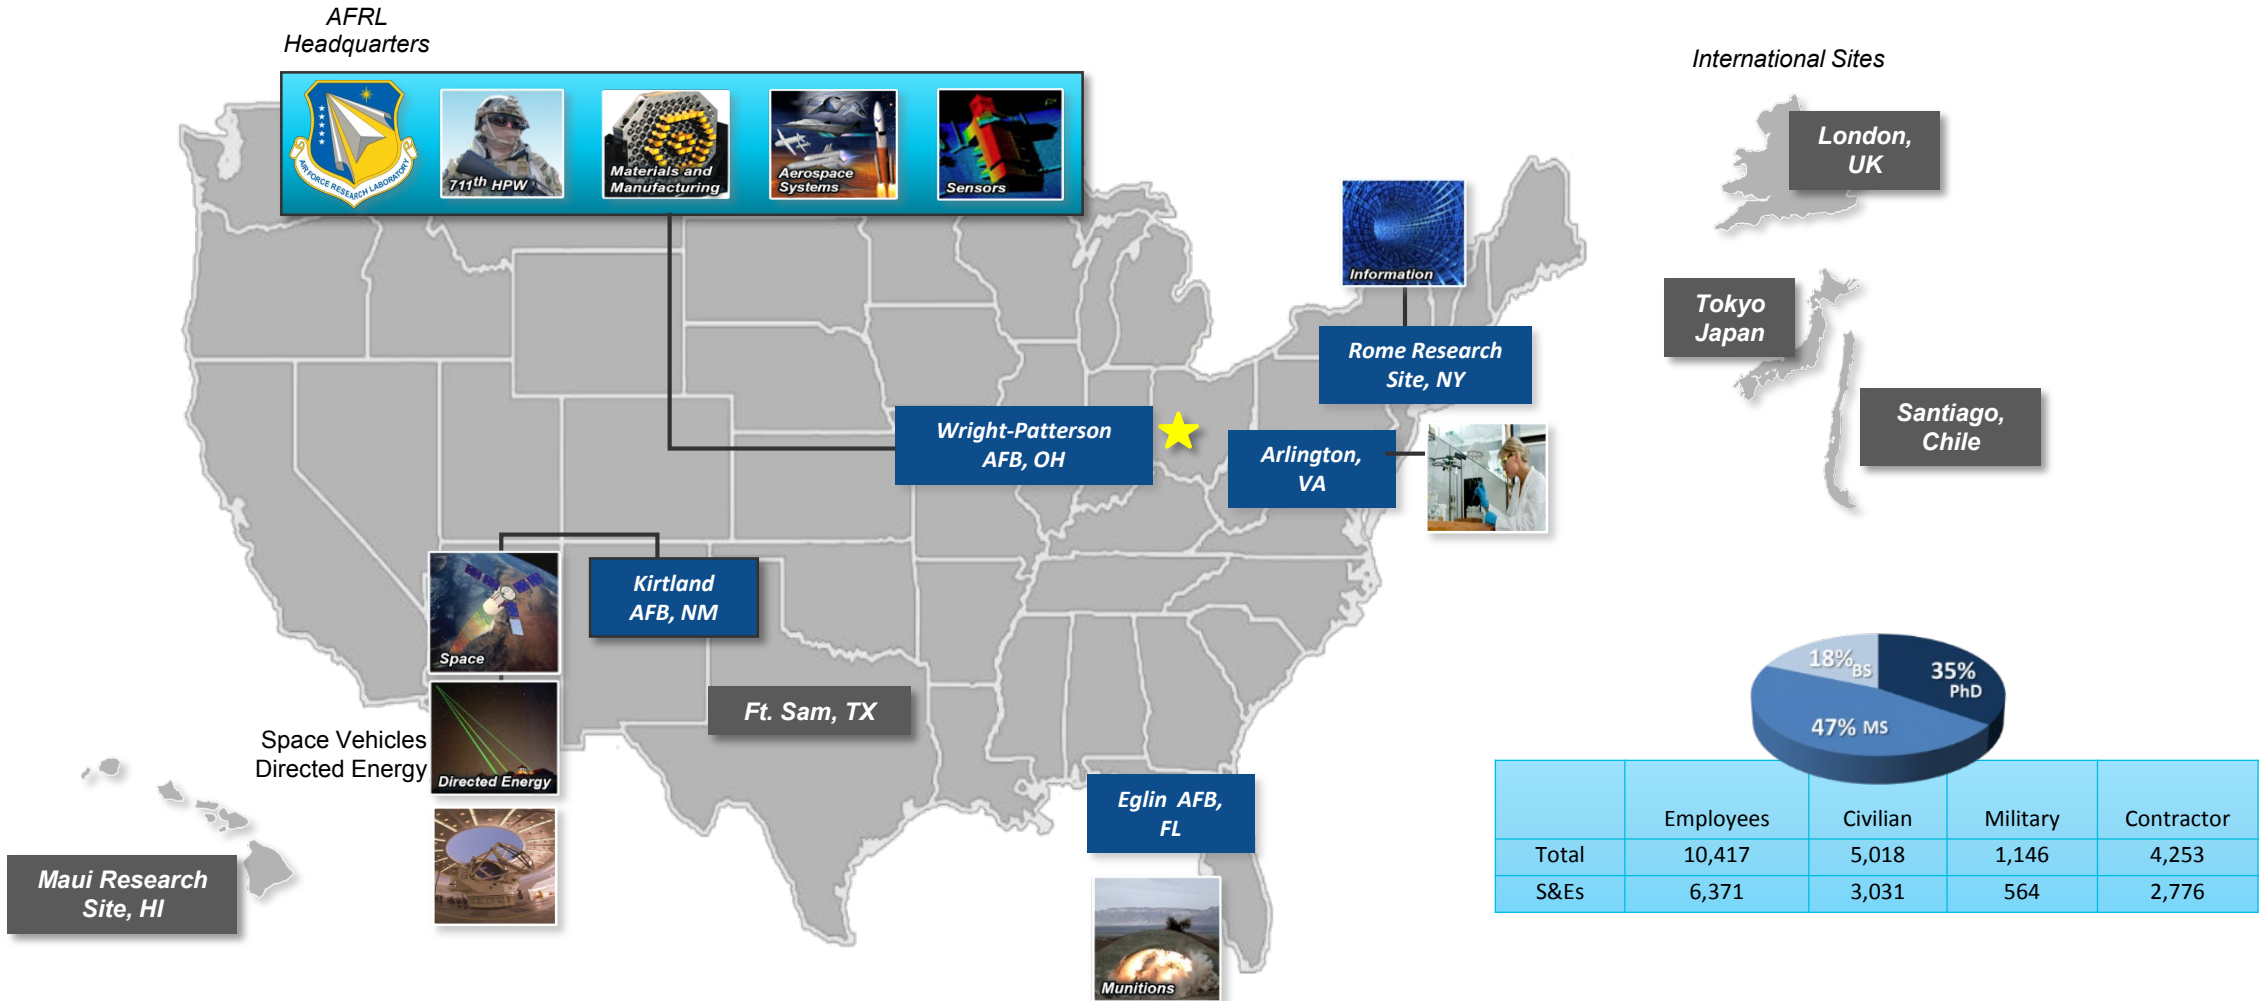 AFRL
Headquarters
AIR FORCE RESEARCH LABORATORY
711th HPW
Materials and
Manufacturing
Aerospace
Systems
Sensors
International Sites
London,
UK
Information
Tokyo
Japan
Rome Research
Site, NY
Santiago,
Chile
Wright-Patterson
AFB, OH
Arlington,
VA
Kirtland
AFB, NM
Space
Ft. Sam, TX
Space Vehicles
Directed Energy
Directed Energy
Maui Research
Site, HI
Eglin AFB,
FL
Munitions
18% BS
35%
PhD
47% MS
Employees Civilian Military Contractor
Total 10,417 5,018 1,146 4,253
S&Es 6,371 3,031 564 2,776